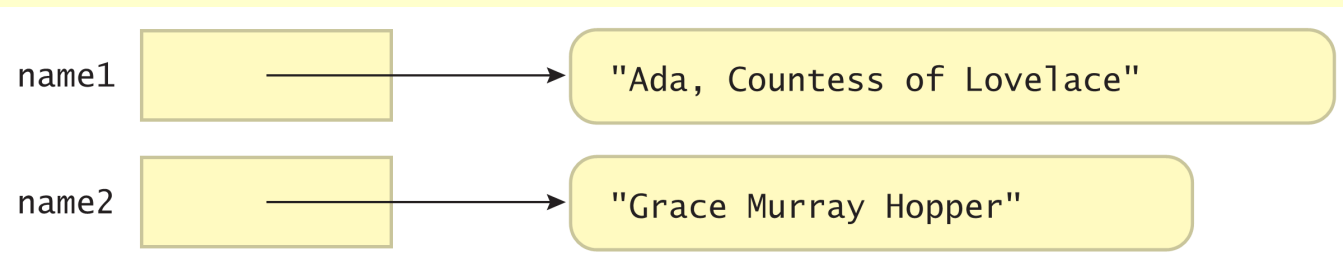 name1 "Ada, Countess of Lovelace"
name2 "Grace Murray Hopper"